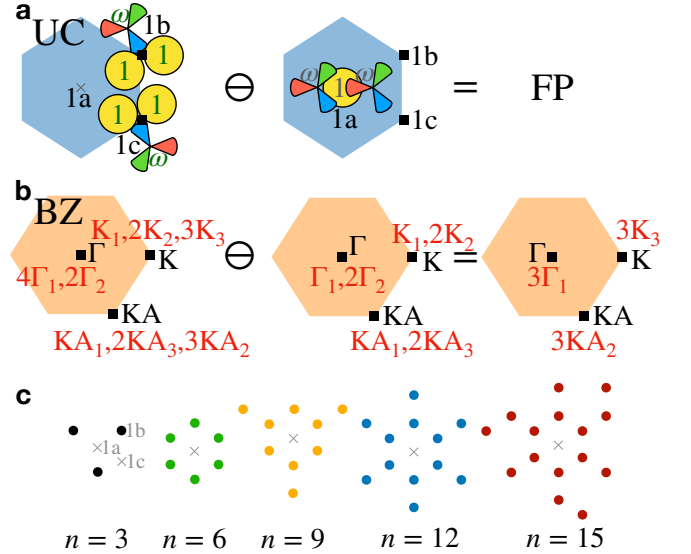 a
UC
ω
1b
1
1
1a
1
1
1c
ω
⊖
ω
1
ω
1a
1b
1c
=
FP
b
BZ
K₁,2K₂,3K₃
Γ
K
4Γ₁,2Γ₂
KA
KA₁,2KA₃,3KA₂
⊖
K₁,2K₂
Γ
K
Γ₁,2Γ₂
KA
KA₁,2KA₃
=
3K₃
Γ
K
3Γ₁
KA
3KA₂
c
1b
×1a
×1c
n = 3
n = 6
n = 9
n = 12
n = 15